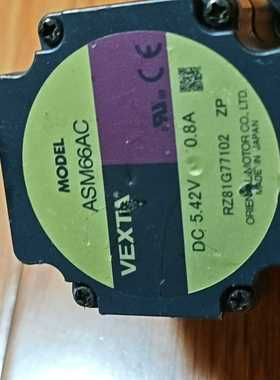 MODEL
ASM66AC
VEXTA
DC 5.42V 0.8A
RZ81G77102 ZP
ORIENTAL MOTOR CO., LTD.
MADE IN JAPAN